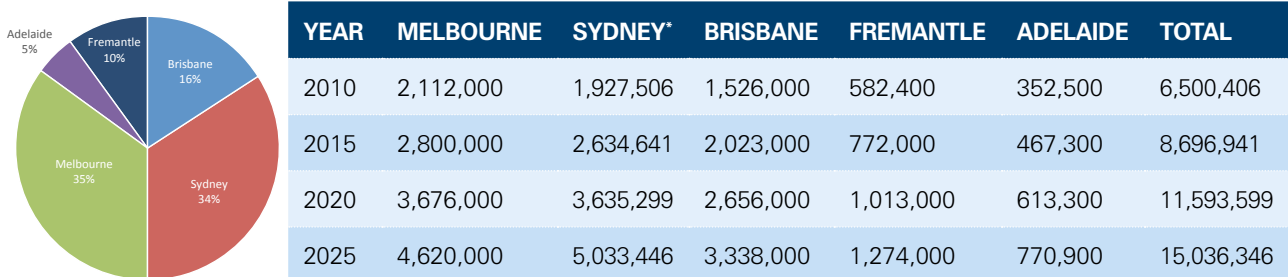 Adelaide
5%
Fremantle
10%
Brisbane
16%
Melbourne
35%
Sydney
34%
YEAR MELBOURNE SYDNEY* BRISBANE FREMANTLE ADELAIDE TOTAL
2010 2,112,000 1,927,506 1,526,000 582,400 352,500 6,500,406
2015 2,800,000 2,634,641 2,023,000 772,000 467,300 8,696,941
2020 3,676,000 3,635,299 2,656,000 1,013,000 613,300 11,593,599
2025 4,620,000 5,033,446 3,338,000 1,274,000 770,900 15,036,346